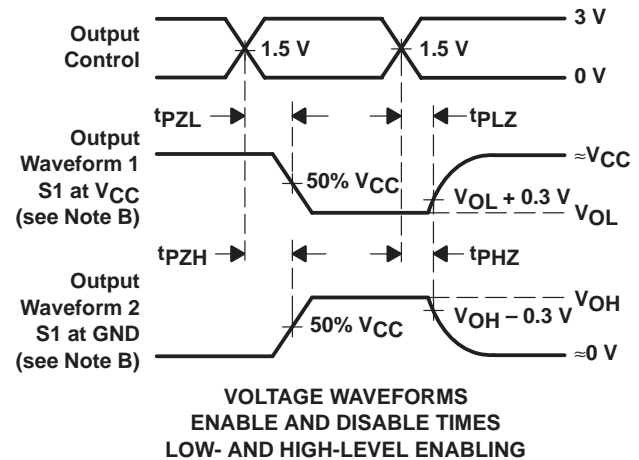 Output
Control
1.5 V
1.5 V
3 V
0 V
tPZL
tPLZ
Output
Waveform 1
S1 at VCC
(see Note B)
50% VCC
VOL + 0.3 V
≈VCC
VOL
tPZH
tPHZ
Output
Waveform 2
S1 at GND
(see Note B)
50% VCC
VOH − 0.3 V
VOH
≈0 V
VOLTAGE WAVEFORMS
ENABLE AND DISABLE TIMES
LOW- AND HIGH-LEVEL ENABLING